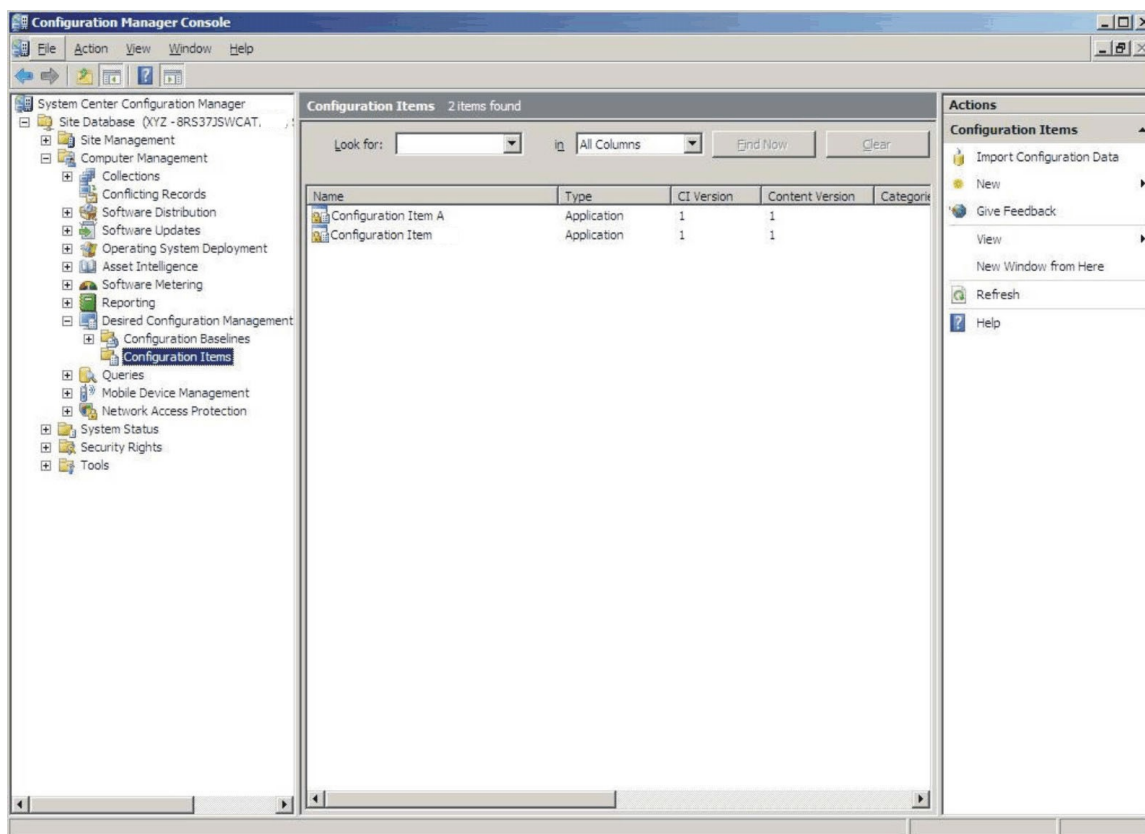 Configuration Manager Console
File Action View Window Help
System Center Configuration Manager
Site Database (XYZ - 8RS37JSWCAT.
Site Management
Computer Management
Collections
Conflicting Records
Software Distribution
Software Updates
Operating System Deployment
Asset Intelligence
Software Metering
Reporting
Desired Configuration Management
Configuration Baselines
Configuration Items
Queries
Mobile Device Management
Network Access Protection
System Status
Security Rights
Tools
Configuration Items 2 items found
Look for: in All Columns Find Now Clear
Name Type CI Version Content Version Categorie
Configuration Item A Application 1 1
Configuration Item Application 1 1
Actions
Configuration Items
Import Configuration Data
New
Give Feedback
View
New Window from Here
Refresh
Help